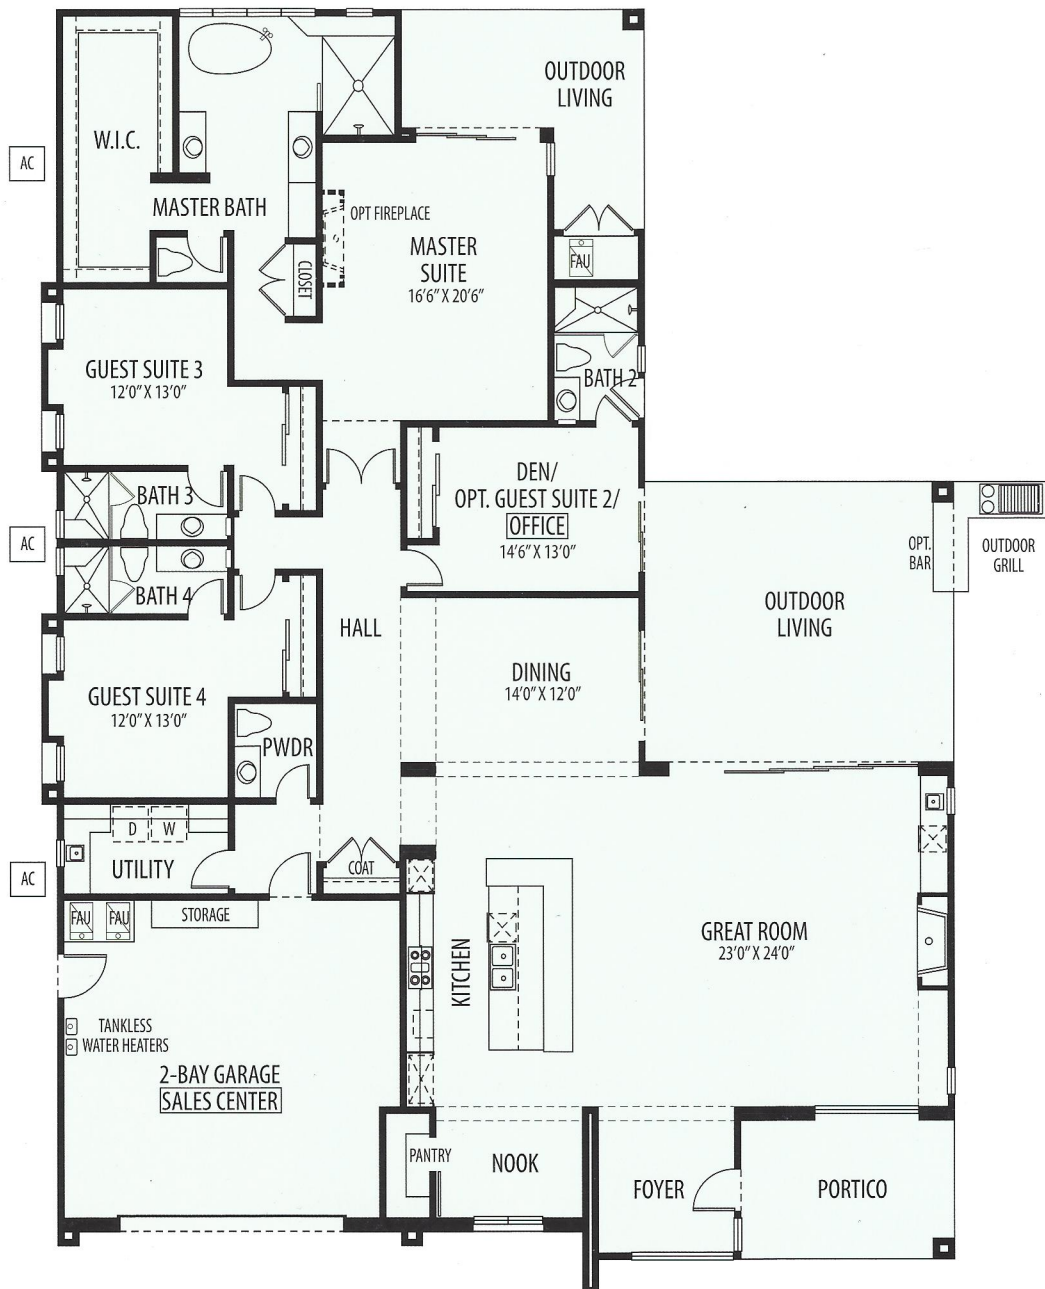 OUTDOOR
LIVING
W.I.C.
AC
MASTER BATH
OPT FIREPLACE
MASTER
SUITE
16'6" X 20'6"
FAU
CLOSET
GUEST SUITE 3
12'0" X 13'0"
BATH 2
DEN/
OPT. GUEST SUITE 2/
OFFICE
14'6" X 13'0"
BATH 3
AC
BATH 4
OPT.
BAR
OUTDOOR
GRILL
OUTDOOR
LIVING
HALL
DINING
14'0" X 12'0"
GUEST SUITE 4
12'0" X 13'0"
PWDR
D
W
UTILITY
COAT
AC
FAU
FAU
STORAGE
KITCHEN
GREAT ROOM
23'0" X 24'0"
TANKLESS
WATER HEATERS
2-BAY GARAGE
SALES CENTER
PANTRY
NOOK
FOYER
PORTICO